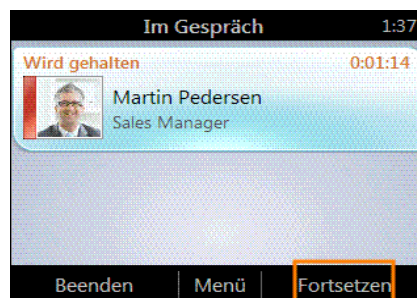 Im Gespräch 1:37
Wird gehalten 0:01:14
Martin Pedersen
Sales Manager
Beenden Menü Fortsetzen